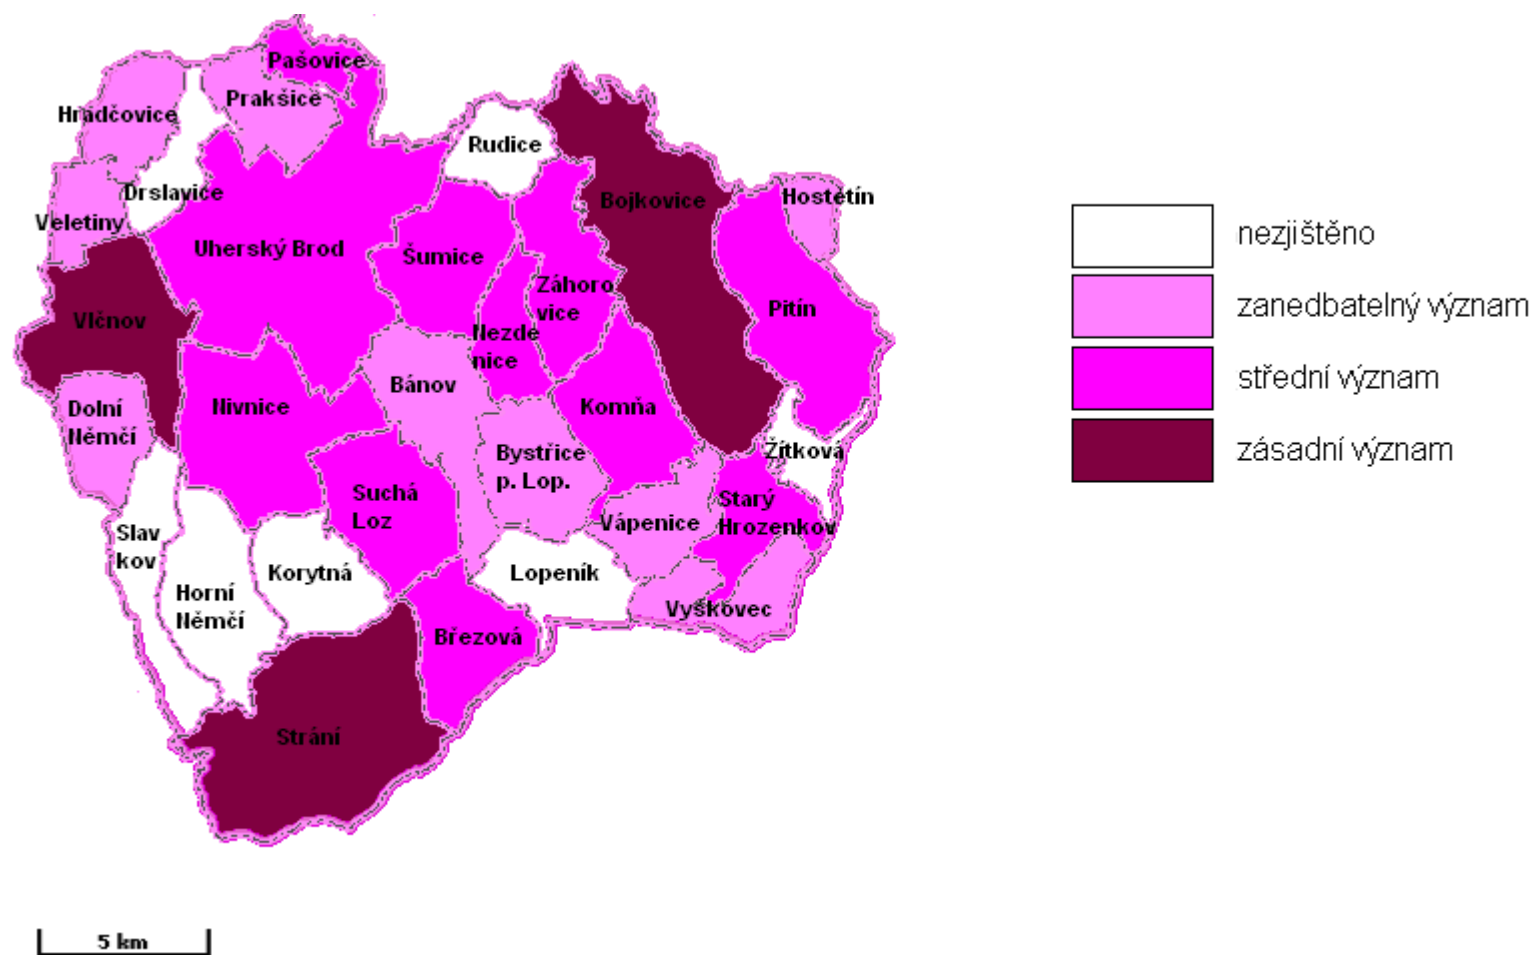 Pašovice
Prakšice
Hradčovice
Rudice
Drslavice
Hostětín
Bojkovice
Veletiny
Uherský Brod
Šumice
Záhoro
vice
Pitín
Vlčnov
Nezde
nice
Bánov
Dolní
Němčí
Nivnice
Komňa
Žítková
Bystřice
p. Lop.
Suchá
Loz
Starý
Hrozenkov
Vápenice
Slav
kov
Korytná
Lopeník
Horní
Němčí
Vyškovec
Březová
Strání
nezjištěno
zanedbatelný význam
střední význam
zásadní význam
5 km